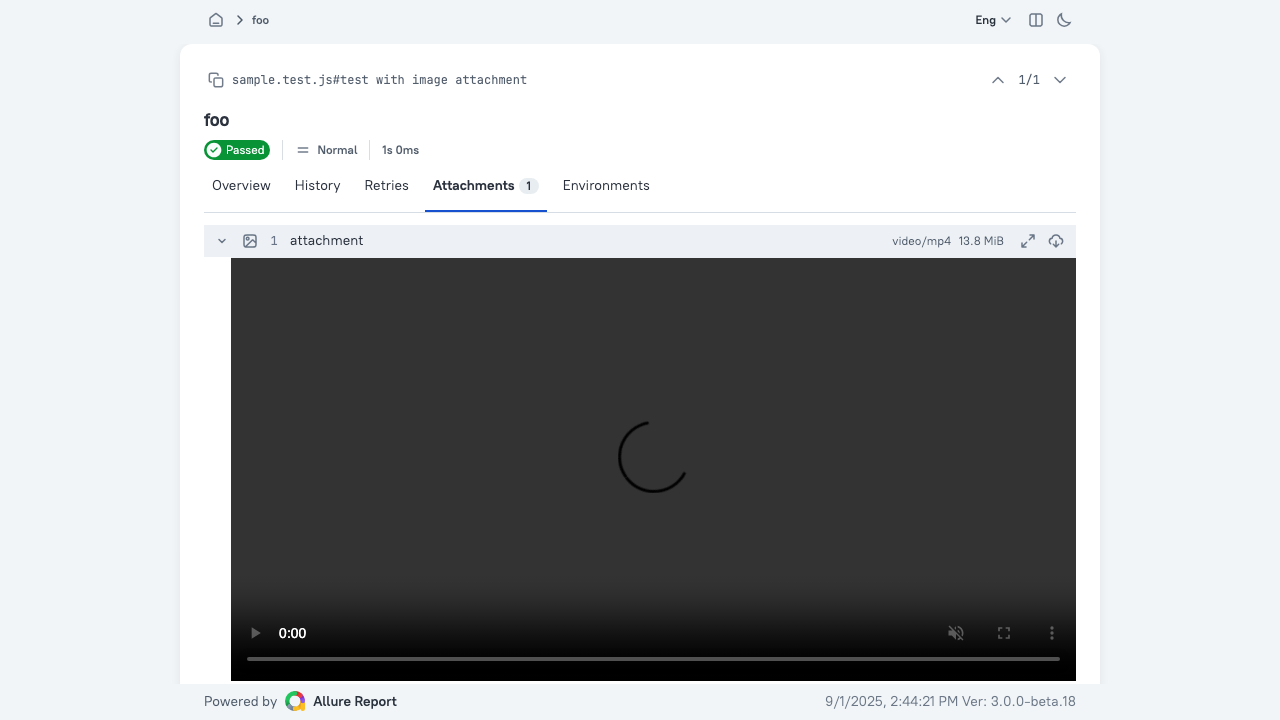 foo
Eng
sample.test.js#test with image attachment
1/1
foo
Passed
Normal
1s 0ms
Overview
History
Retries
Attachments 1
Environments
1 attachment
video/mp4 13.8 MiB
0:00
Powered by Allure Report
9/1/2025, 2:44:21 PM Ver: 3.0.0-beta.18